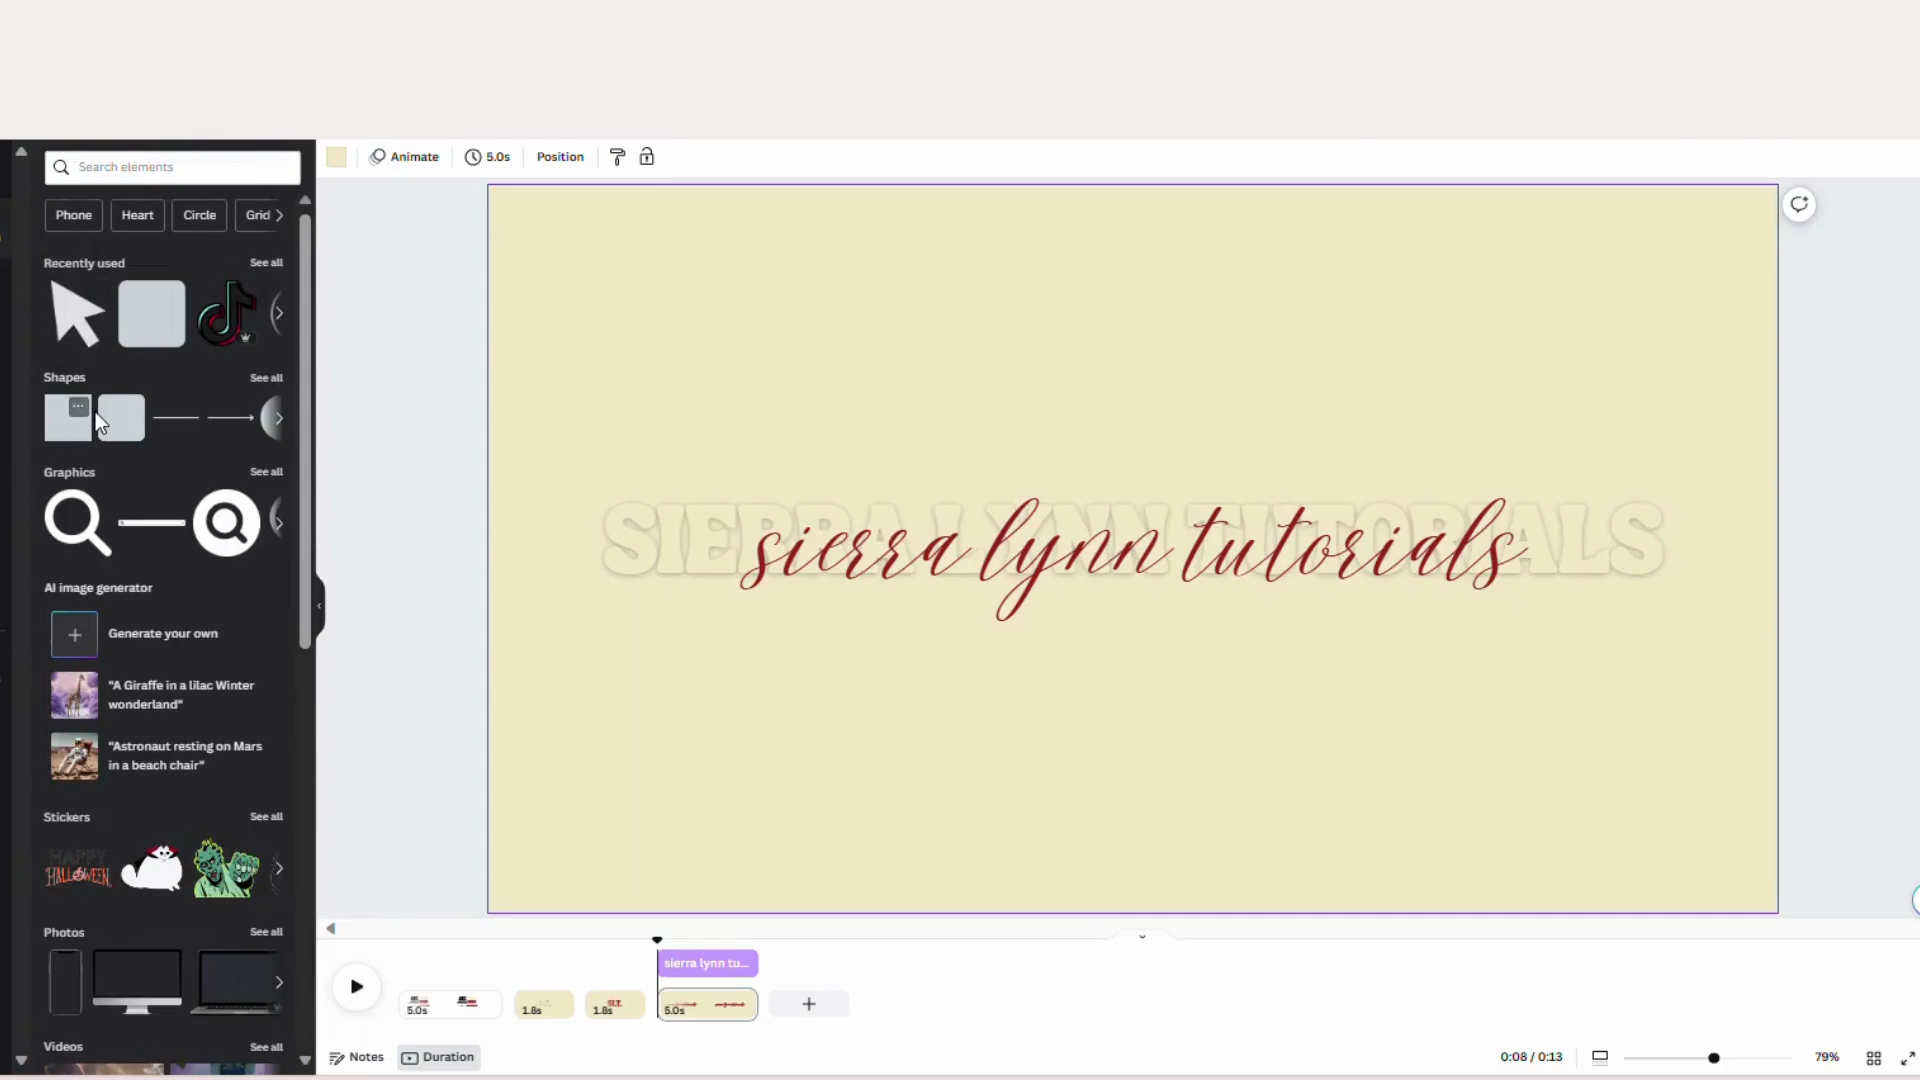 Search elements
Animate
5.0s
Position
Phone
Heart
Circle
Grid
Recently used
See all
Shapes
See all
Graphics
See all
AI image generator
Generate your own
"A Giraffe in a lilac Winter
wonderland"
"Astronaut resting on Mars
in a beach chair"
Stickers
See all
HAPPY
HALLOWEEN
Photos
See all
Videos
See all
SIERRA LYNN TUTORIALS
sierra lynn tutorials
sierra lynn tu...
5.0s
1.8s
1.8s
SLT.
5.0s
Notes
Duration
0:08 / 0:13
79%